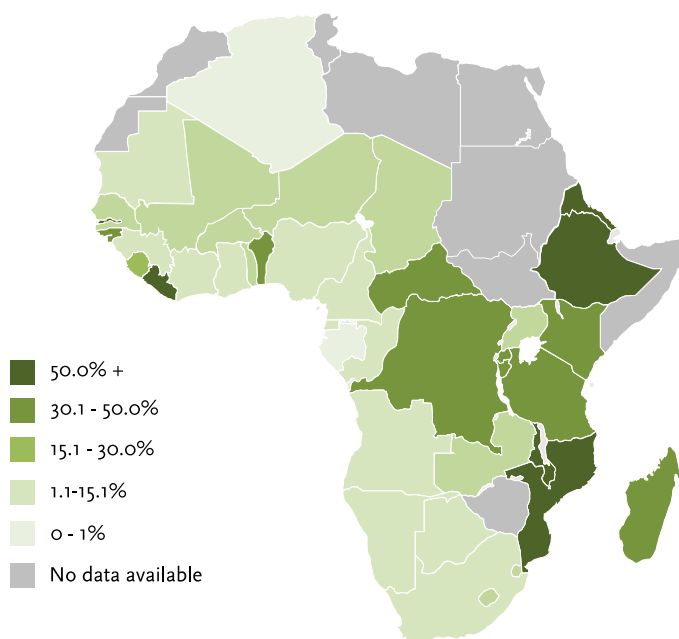 50.0% +
30.1 - 50.0%
15.1 - 30.0%
1.1-15.1%
0 - 1%
No data available